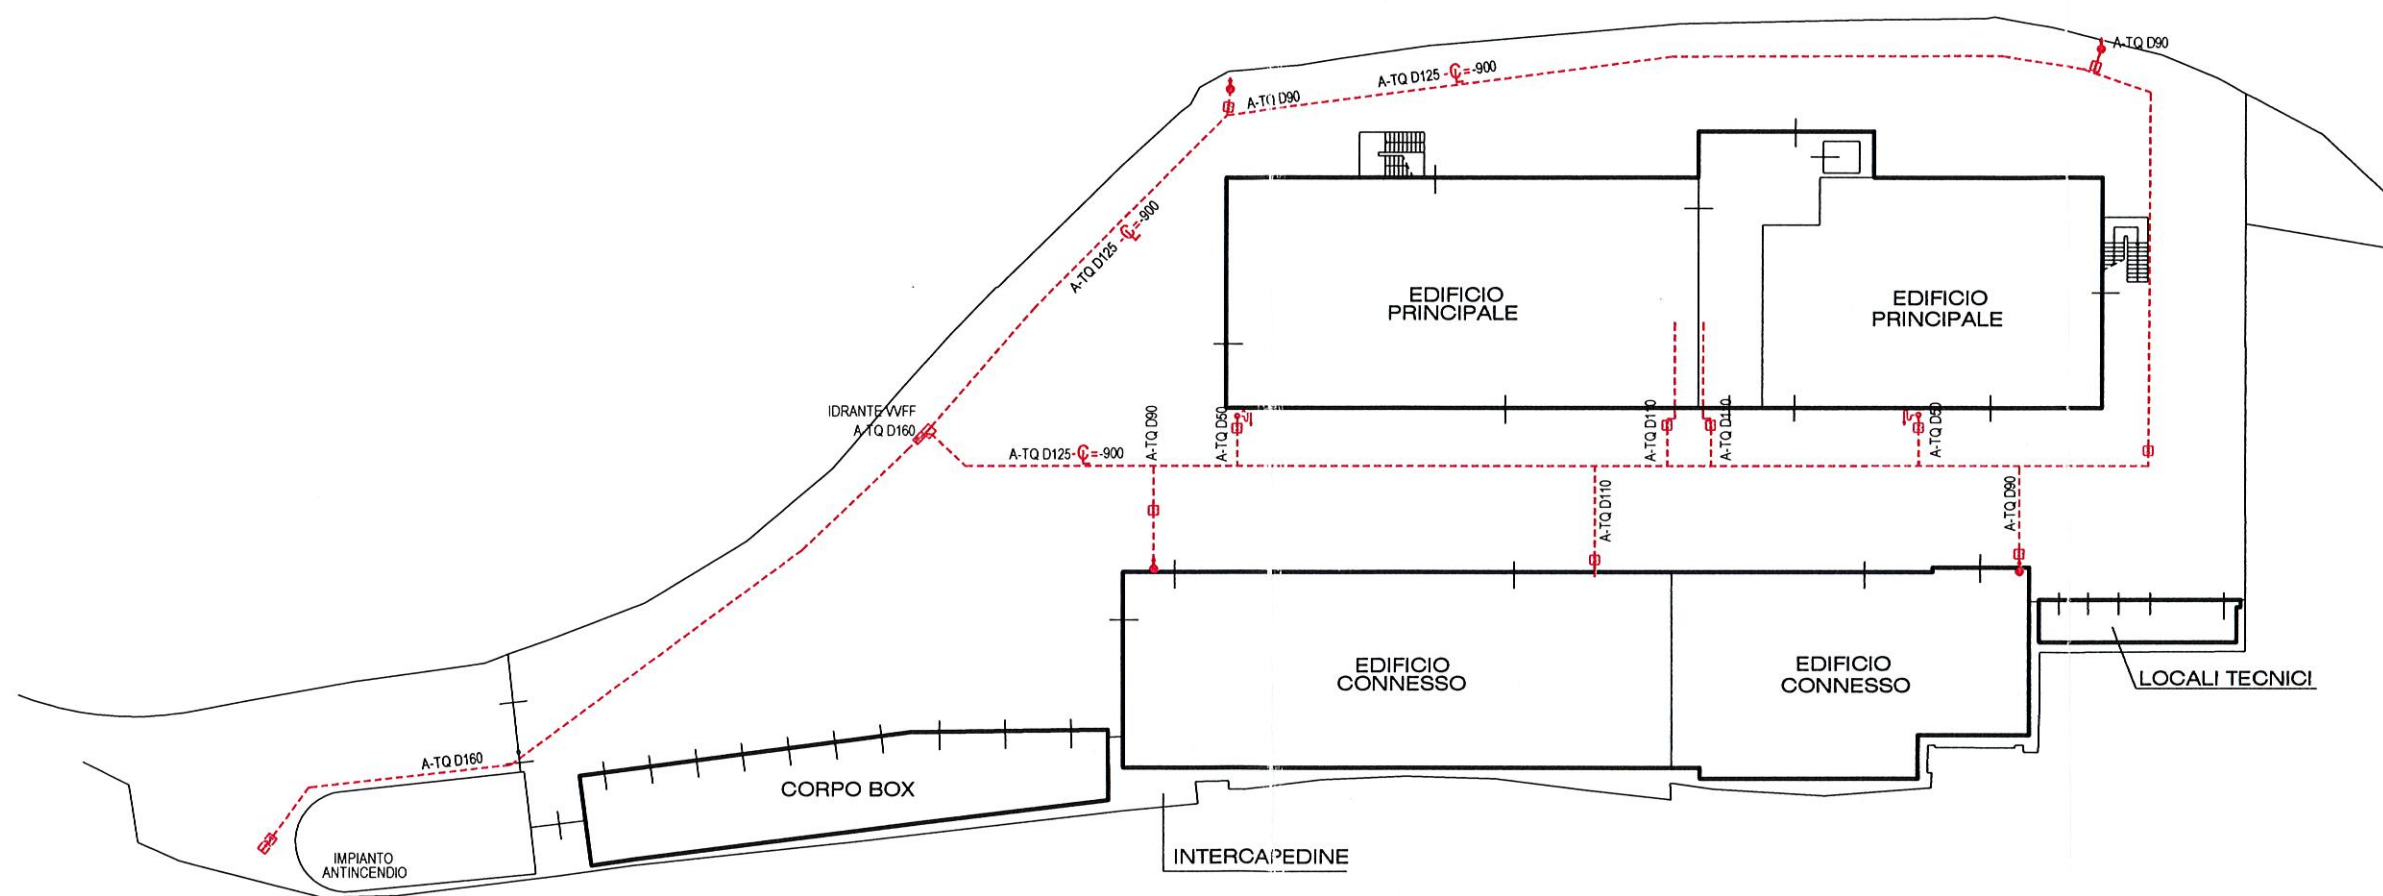 A-TQ D90
A-TQ D125 - ℄=-900
A-TQ D90
A-TQ D125 - ℄=-900
EDIFICIO
PRINCIPALE
EDIFICIO
PRINCIPALE
IDRANTE VVFF
A-TQ D160
A-TQ D125-℄=-900
A-TQ D90
A-TQ D50
A-TQ D110
A-TQ D110
A-TQ D50
A-TQ D110
A-TQ D90
EDIFICIO
CONNESSO
EDIFICIO
CONNESSO
LOCALI TECNICI
A-TQ D160
CORPO BOX
IMPIANTO
ANTINCENDIO
INTERCAPEDINE